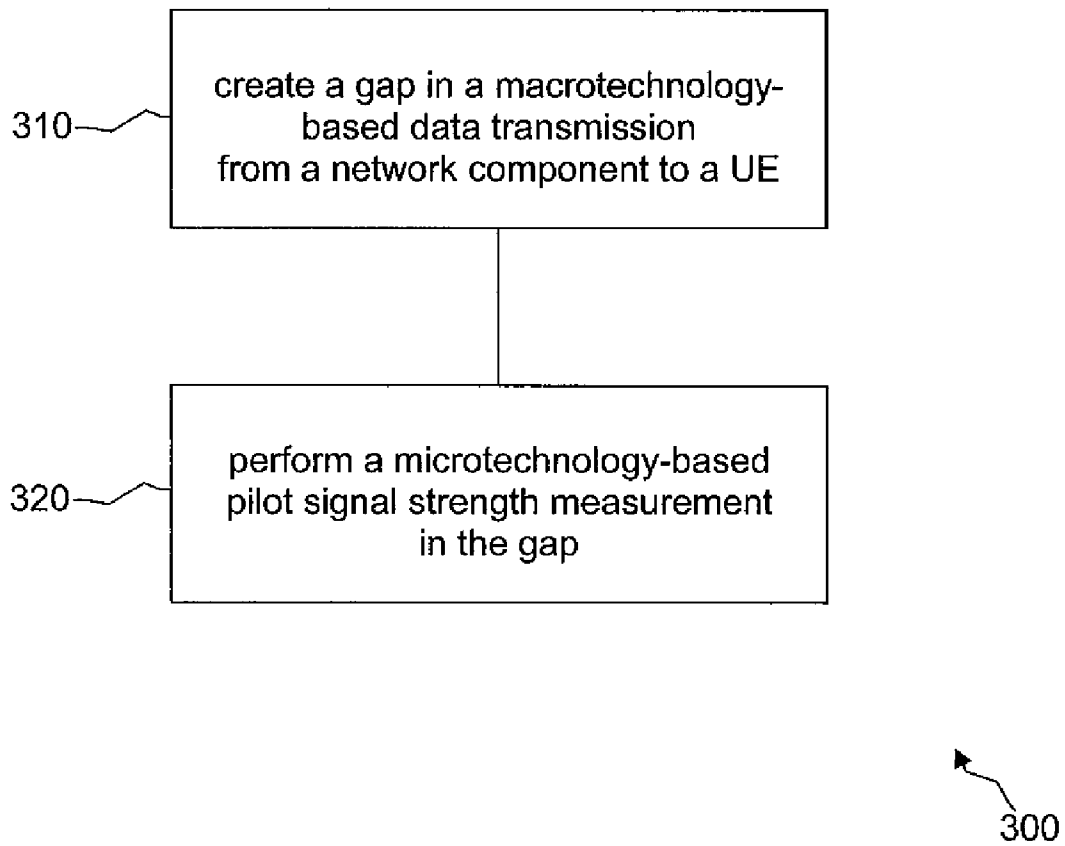 310
create a gap in a macrotechnology-
based data transmission
from a network component to a UE
320
perform a microtechnology-based
pilot signal strength measurement
in the gap
300